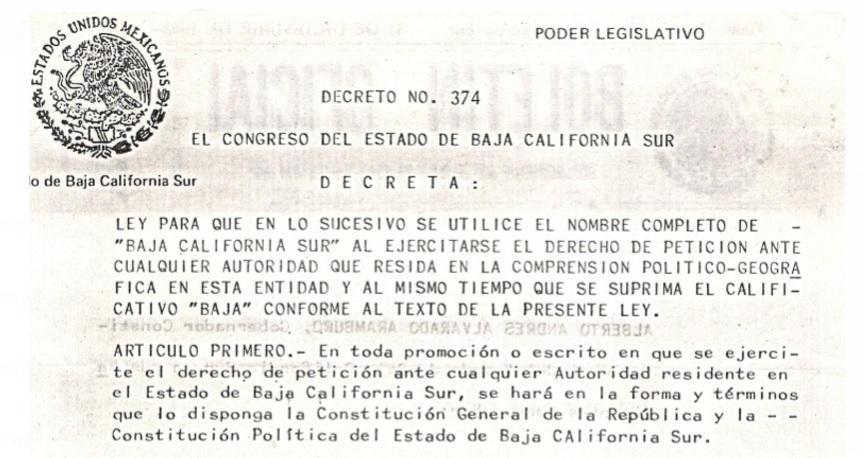 ESTADOS UNIDOS MEXICANOS
PODER LEGISLATIVO
DECRETO NO. 374
EL CONGRESO DEL ESTADO DE BAJA CALIFORNIA SUR
lo de Baja California Sur
D E C R E T A :
LEY PARA QUE EN LO SUCESIVO SE UTILICE EL NOMBRE COMPLETO DE -
"BAJA CALIFORNIA SUR" AL EJERCITARSE EL DERECHO DE PETICION ANTE
CUALQUIER AUTORIDAD QUE RESIDA EN LA COMPRENSION POLITICO-GEOGRA
FICA EN ESTA ENTIDAD Y AL MISMO TIEMPO QUE SE SUPRIMA EL CALIFI-
CATIVO "BAJA" CONFORME AL TEXTO DE LA PRESENTE LEY.
ALBERTO ANDRES ALVARADO ARAMBURO, Gobernador Consti-
ARTICULO PRIMERO.- En toda promoción o escrito en que se ejerci-
te el derecho de petición ante cualquier Autoridad residente en
el Estado de Baja California Sur, se hará en la forma y términos
que lo disponga la Constitución General de la República y la - -
Constitución Política del Estado de Baja CAlifornia Sur.